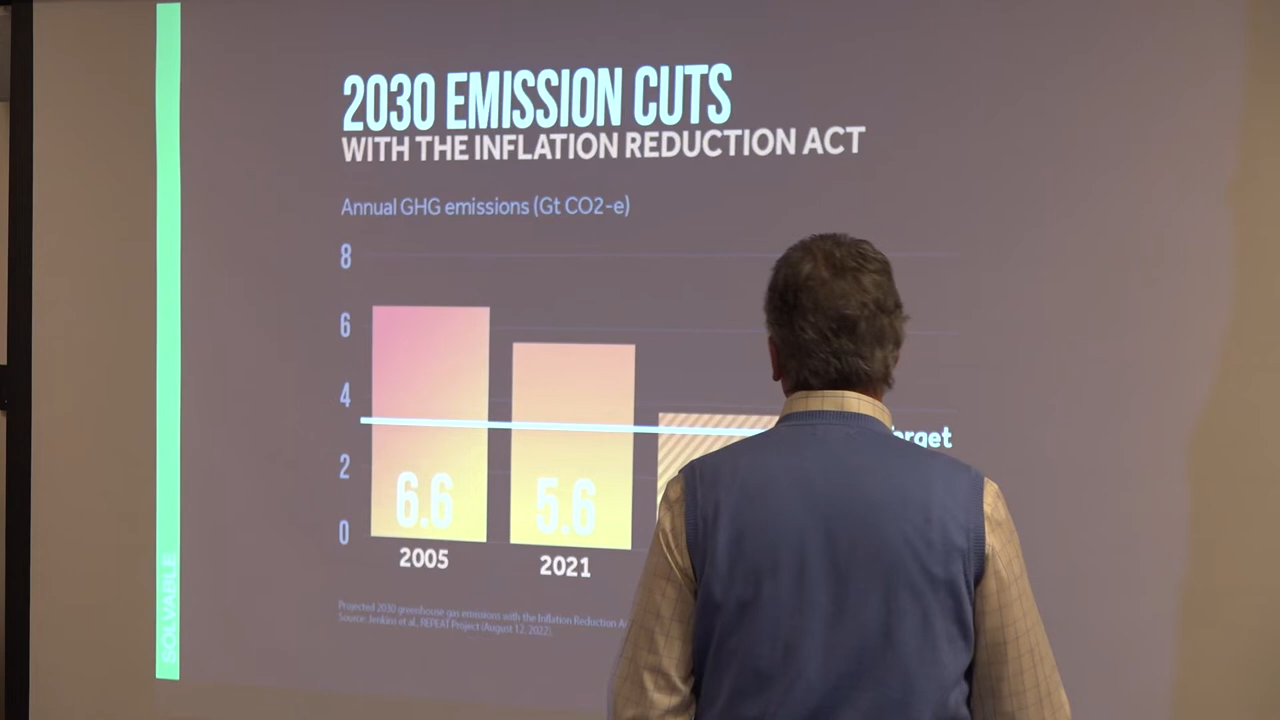 2030 EMISSION CUTS
WITH THE INFLATION REDUCTION ACT
Annual GHG emissions (Gt CO2-e)
8
6
4
2
0
6.6
5.6
2005
2021
Projected 2030 greenhouse gas emissions with the Inflation Reduction
Source: Jenkins et al., REPEAT Project (August 12, 2022).
SOLVABLE